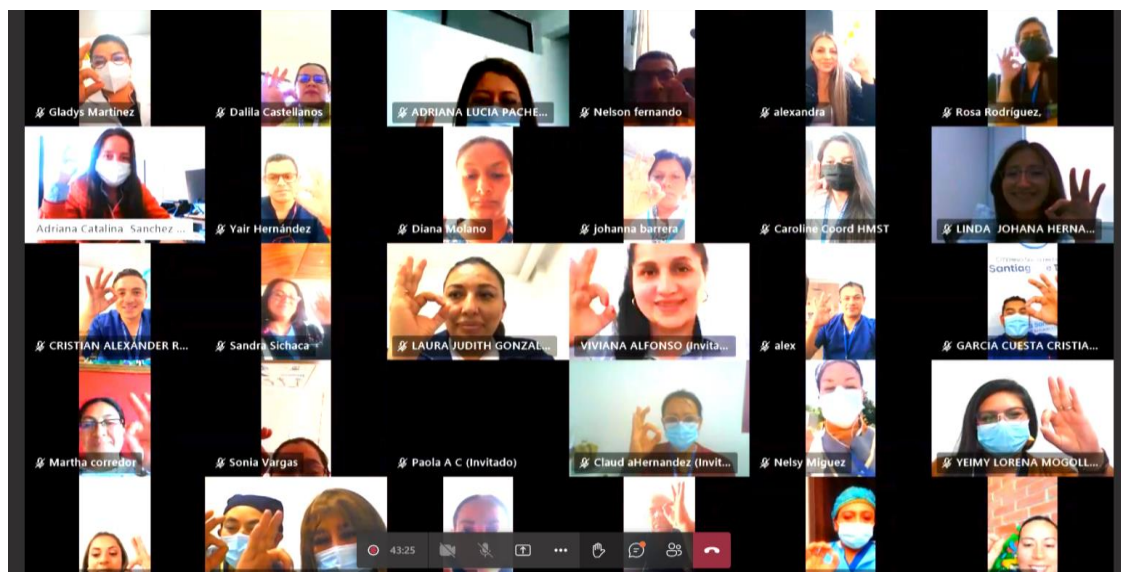 Gladys Martinez
Dalila Castellanos
ADRIANA LUCIA PACHE...
Nelson fernando
alexandra
Rosa Rodríguez,
Adriana Catalina Sanchez ...
Yair Hernández
Diana Molano
johanna barrera
Caroline Coord HMST
LINDA JOHANA HERNA...
Santiag
CRISTIAN ALEXANDER R...
Sandra Sichaca
LAURA JUDITH GONZAL...
VIVIANA ALFONSO (Invita...
alex
GARCIA CUESTA CRISTIA...
Martha corredor
Sonia Vargas
Paola A C (Invitado)
Claud aHernandez (Invit...
Nelsy Miguez
YEIMY LORENA MOGOLL...
43:25